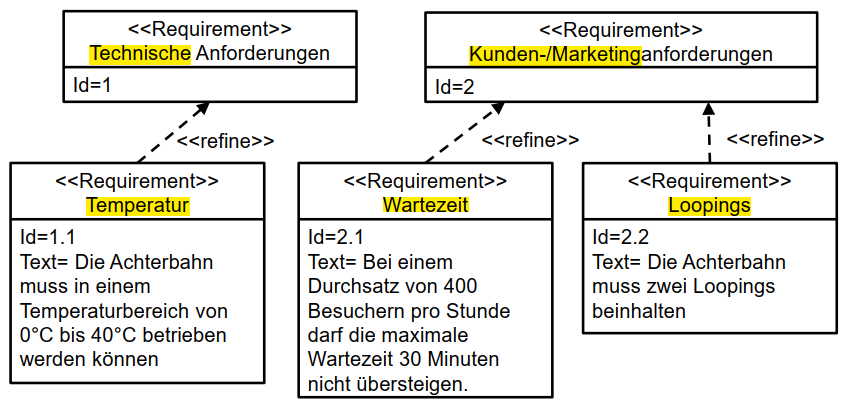 <<Requirement>>
Technische Anforderungen
Id=1
<<Requirement>>
Kunden-/Marketinganforderungen
Id=2
<<refine>>
<<refine>>
<<refine>>
<<Requirement>>
Temperatur
Id=1.1
Text= Die Achterbahn
muss in einem
Temperaturbereich von
0°C bis 40°C betrieben
werden können
<<Requirement>>
Wartezeit
Id=2.1
Text= Bei einem
Durchsatz von 400
Besuchern pro Stunde
darf die maximale
Wartezeit 30 Minuten
nicht übersteigen.
<<Requirement>>
Loopings
Id=2.2
Text= Die Achterbahn
muss zwei Loopings
beinhalten